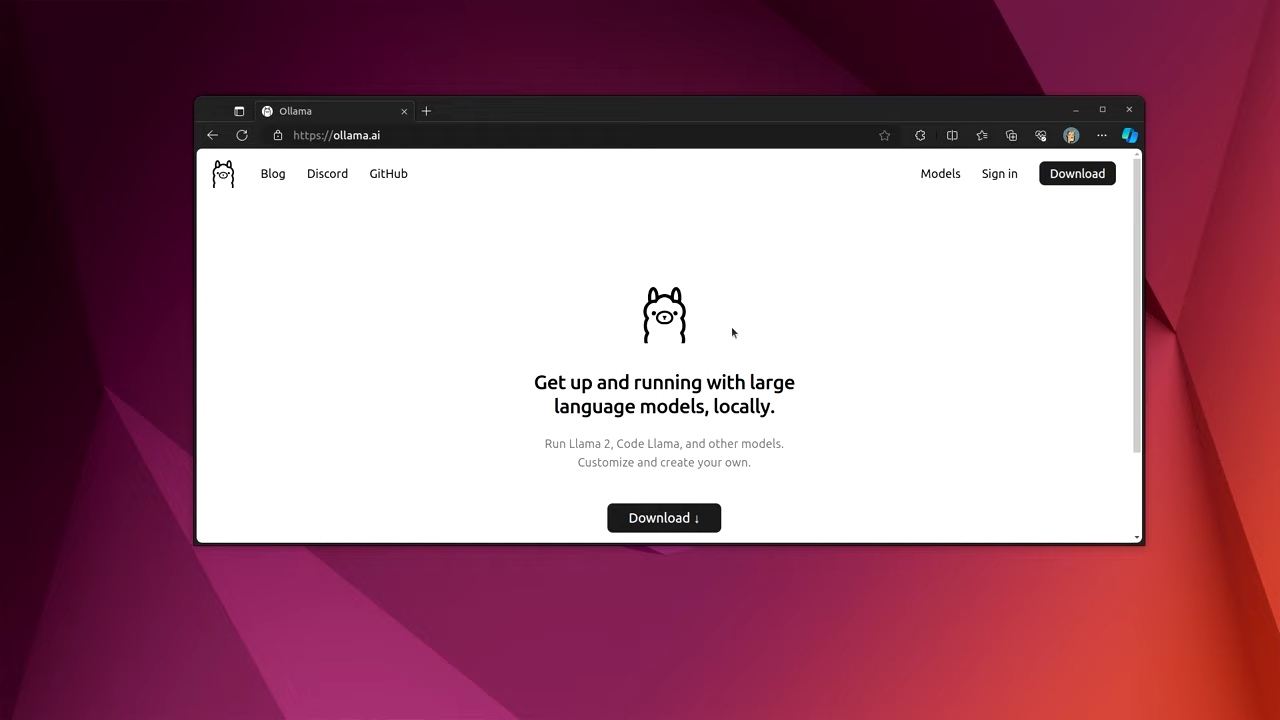 Ollama
https://ollama.ai
Blog Discord GitHub Models Sign in Download
Get up and running with large
language models, locally.
Run Llama 2, Code Llama, and other models.
Customize and create your own.
Download ↓